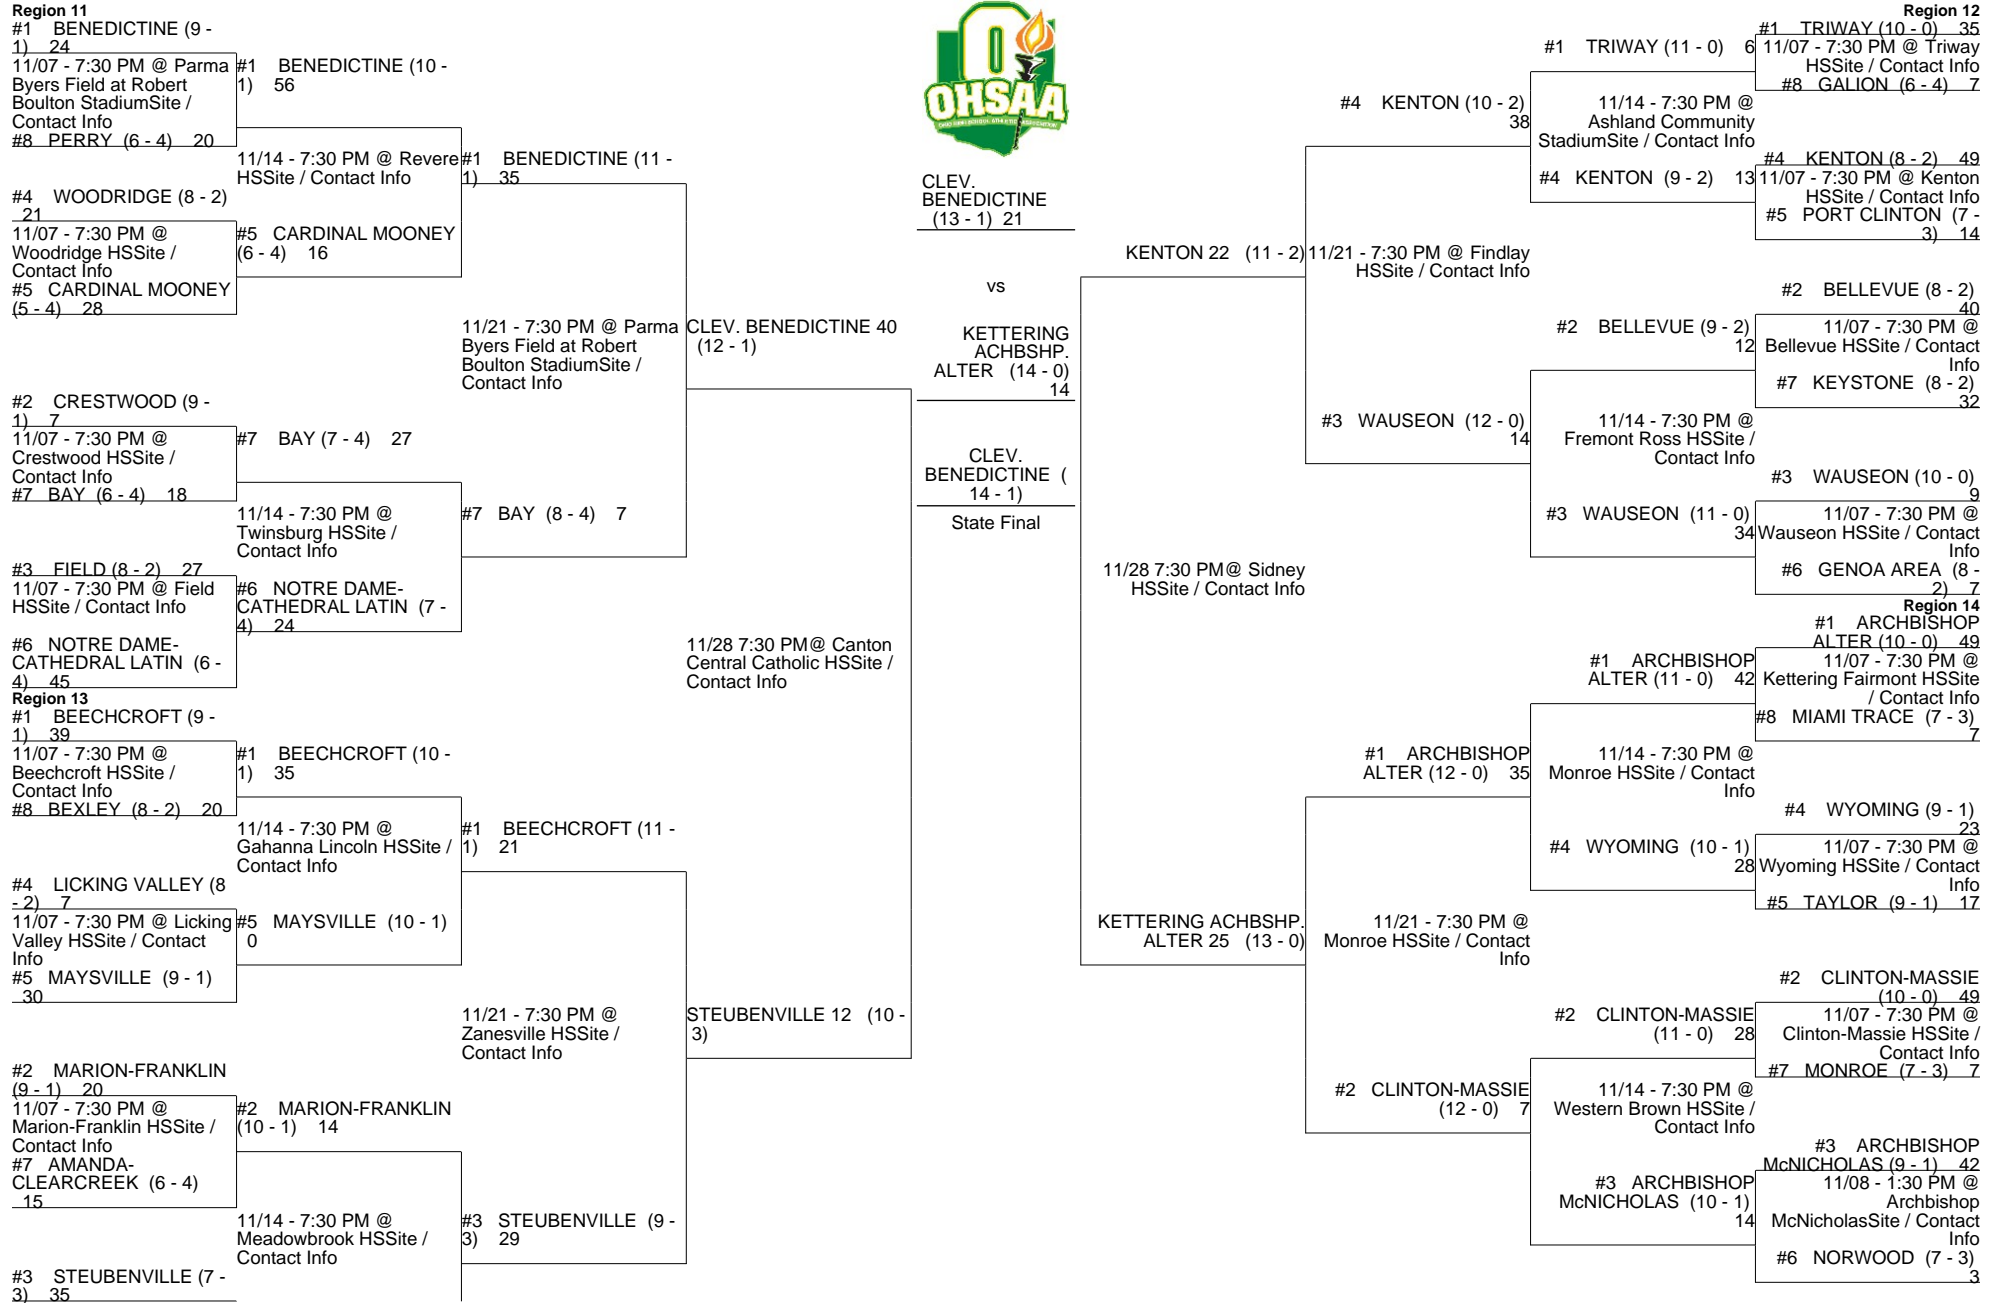 Region 11
#1 BENEDICTINE (9 -
1) 24
11/07 - 7:30 PM @ Parma
Byers Field at Robert
Boulton StadiumSite /
Contact Info
#8 PERRY (6 - 4) 20
#4 WOODRIDGE (8 - 2)
21
11/07 - 7:30 PM @
Woodridge HSSite /
Contact Info
#5 CARDINAL MOONEY
(5 - 4) 28
#2 CRESTWOOD (9 -
1) 7
11/07 - 7:30 PM @
Crestwood HSSite /
Contact Info
#7 BAY (6 - 4) 18
#3 FIELD (8 - 2) 27
11/07 - 7:30 PM @ Field
HSSite / Contact Info
#6 NOTRE DAME-
CATHEDRAL LATIN (6 -
4) 45
Region 13
#1 BEECHCROFT (9 -
1) 39
11/07 - 7:30 PM @
Beechcroft HSSite /
Contact Info
#8 BEXLEY (8 - 2) 20
#4 LICKING VALLEY (8
- 2) 7
11/07 - 7:30 PM @ Licking
Valley HSSite / Contact
Info
#5 MAYSVILLE (9 - 1)
30
#2 MARION-FRANKLIN
(9 - 1) 20
11/07 - 7:30 PM @
Marion-Franklin HSSite /
Contact Info
#7 AMANDA-
CLEARCREEK (6 - 4)
15
#3 STEUBENVILLE (7 -
3) 35
#1 BENEDICTINE (10 -
1) 56
11/14 - 7:30 PM @ Revere
HSSite / Contact Info
#5 CARDINAL MOONEY
(6 - 4) 16
#7 BAY (7 - 4) 27
11/14 - 7:30 PM @
Twinsburg HSSite /
Contact Info
#6 NOTRE DAME-
CATHEDRAL LATIN (7 -
4) 24
#1 BEECHCROFT (10 -
1) 35
11/14 - 7:30 PM @
Gahanna Lincoln HSSite /
Contact Info
#5 MAYSVILLE (10 - 1)
0
#2 MARION-FRANKLIN
(10 - 1) 14
11/14 - 7:30 PM @
Meadowbrook HSSite /
Contact Info
#1 BENEDICTINE (11 -
1) 35
11/21 - 7:30 PM @ Parma
Byers Field at Robert
Boulton StadiumSite /
Contact Info
#7 BAY (8 - 4) 7
#1 BEECHCROFT (11 -
1) 21
11/21 - 7:30 PM @
Zanesville HSSite /
Contact Info
#3 STEUBENVILLE (9 -
3) 29
CLEV. BENEDICTINE 40
(12 - 1)
11/28 7:30 PM@ Canton
Central Catholic HSSite /
Contact Info
STEUBENVILLE 12 (10 -
3)
OHSAA
CLEV.
BENEDICTINE
(13 - 1) 21
vs
KETTERING
ACHBSHP.
ALTER (14 - 0)
14
CLEV.
BENEDICTINE (
14 - 1)
State Final
KENTON 22 (11 - 2)
11/28 7:30 PM@ Sidney
HSSite / Contact Info
KETTERING ACHBSHP.
ALTER 25 (13 - 0)
#4 KENTON (10 - 2)
38
11/21 - 7:30 PM @ Findlay
HSSite / Contact Info
#3 WAUSEON (12 - 0)
14
#1 ARCHBISHOP
ALTER (12 - 0) 35
11/21 - 7:30 PM @
Monroe HSSite / Contact
Info
#2 CLINTON-MASSIE
(12 - 0) 7
#1 TRIWAY (11 - 0) 6
11/14 - 7:30 PM @
Ashland Community
StadiumSite / Contact Info
#4 KENTON (9 - 2) 13
#2 BELLEVUE (9 - 2)
12
11/14 - 7:30 PM @
Fremont Ross HSSite /
Contact Info
#3 WAUSEON (11 - 0)
34
#1 ARCHBISHOP
ALTER (11 - 0) 42
11/14 - 7:30 PM @
Monroe HSSite / Contact
Info
#4 WYOMING (10 - 1)
28
#2 CLINTON-MASSIE
(11 - 0) 28
11/14 - 7:30 PM @
Western Brown HSSite /
Contact Info
#3 ARCHBISHOP
McNICHOLAS (10 - 1)
14
Region 12
#1 TRIWAY (10 - 0) 35
11/07 - 7:30 PM @ Triway
HSSite / Contact Info
#8 GALION (6 - 4) 7
#4 KENTON (8 - 2) 49
11/07 - 7:30 PM @ Kenton
HSSite / Contact Info
#5 PORT CLINTON (7 -
3) 14
#2 BELLEVUE (8 - 2)
40
11/07 - 7:30 PM @
Bellevue HSSite / Contact
Info
#7 KEYSTONE (8 - 2)
32
#3 WAUSEON (10 - 0)
9
11/07 - 7:30 PM @
Wauseon HSSite / Contact
Info
#6 GENOA AREA (8 -
2) 7
Region 14
#1 ARCHBISHOP
ALTER (10 - 0) 49
11/07 - 7:30 PM @
Kettering Fairmont HSSite
/ Contact Info
#8 MIAMI TRACE (7 - 3)
7
#4 WYOMING (9 - 1)
23
11/07 - 7:30 PM @
Wyoming HSSite / Contact
Info
#5 TAYLOR (9 - 1) 17
#2 CLINTON-MASSIE
(10 - 0) 49
11/07 - 7:30 PM @
Clinton-Massie HSSite /
Contact Info
#7 MONROE (7 - 3) 7
#3 ARCHBISHOP
McNICHOLAS (9 - 1) 42
11/08 - 1:30 PM @
Archbishop
McNicholasSite / Contact
Info
#6 NORWOOD (7 - 3)
3